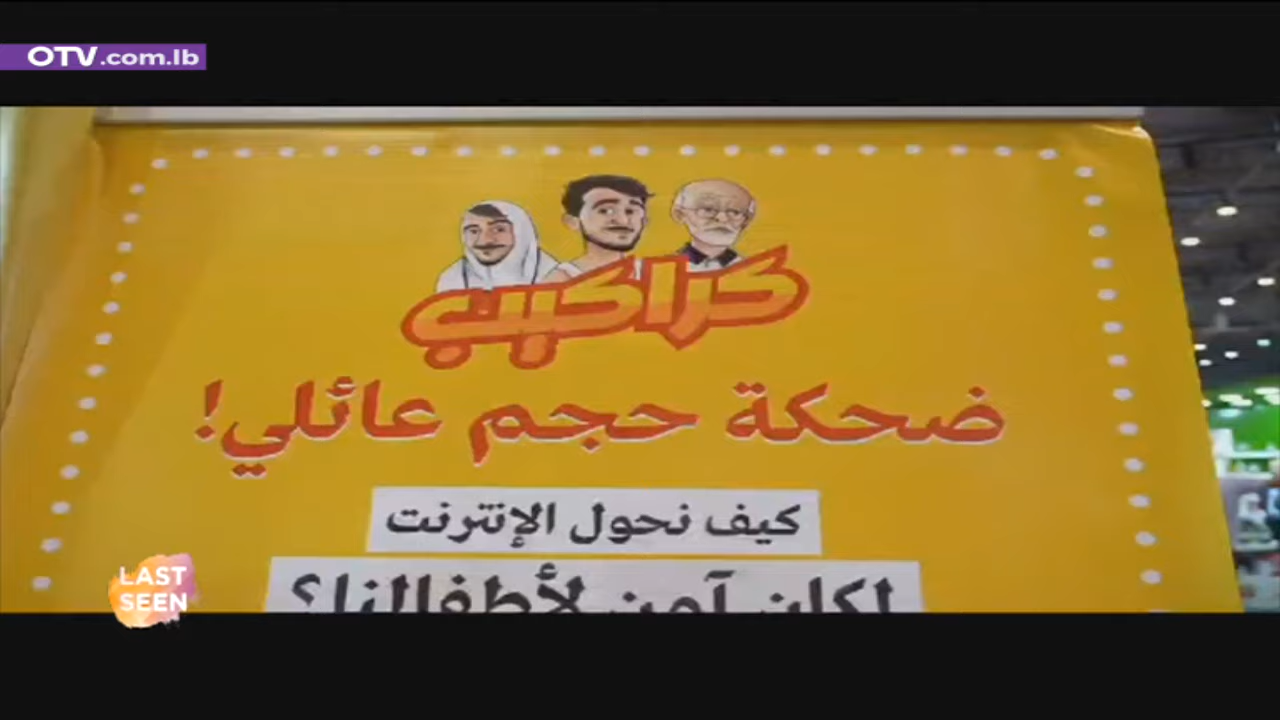 OTV.com.lb
كراكيب
ضحكة حجم عائلي!
كيف نحول الإنترنت
لكان آمن لأطفالنا؟
LAST
SEEN